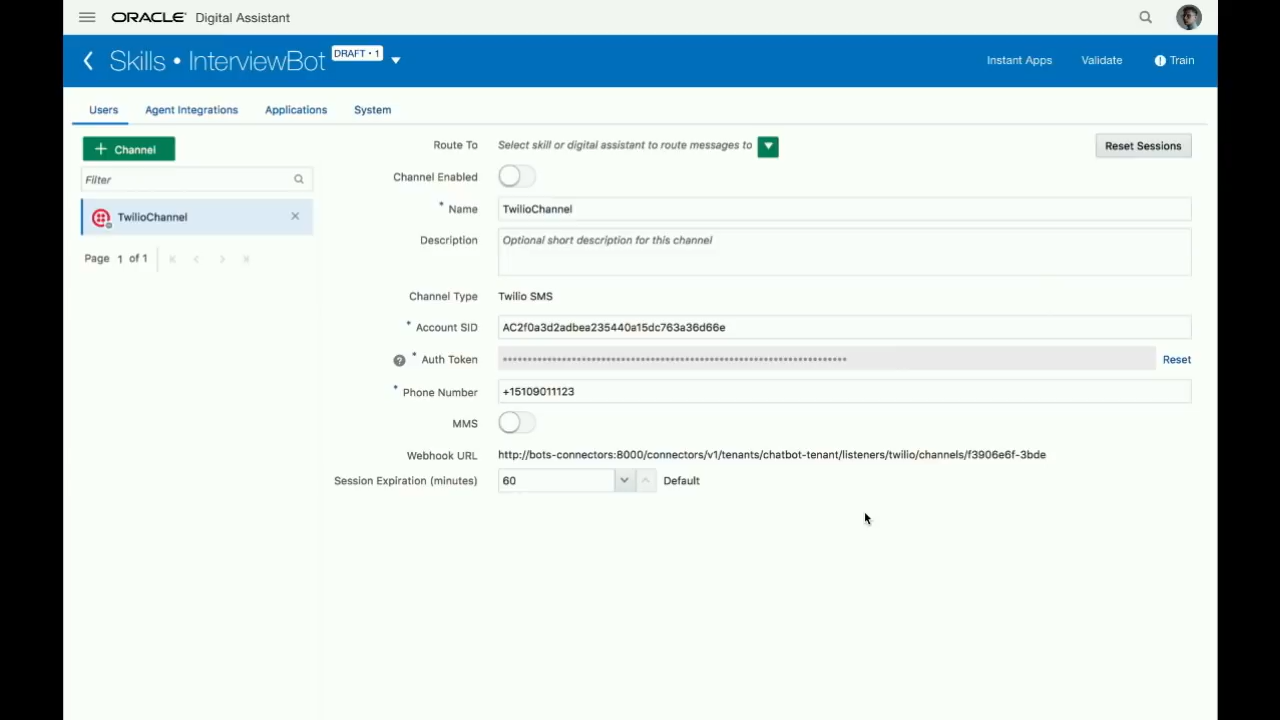 ORACLE® Digital Assistant
Skills • InterviewBot DRAFT • 1
Instant Apps Validate Train
Users Agent Integrations Applications System
+ Channel
Filter
TwilioChannel
Page 1 of 1
Route To Select skill or digital assistant to route messages to
Reset Sessions
Channel Enabled
* Name TwilioChannel
Description Optional short description for this channel
Channel Type Twilio SMS
* Account SID AC2f0a3d2adbea235440a15dc763a36d66e
* Auth Token Reset
* Phone Number +15109011123
MMS
Webhook URL http://bots-connectors:8000/connectors/v1/tenants/chatbot-tenant/listeners/twilio/channels/f3906e6f-3bde
Session Expiration (minutes) 60 Default